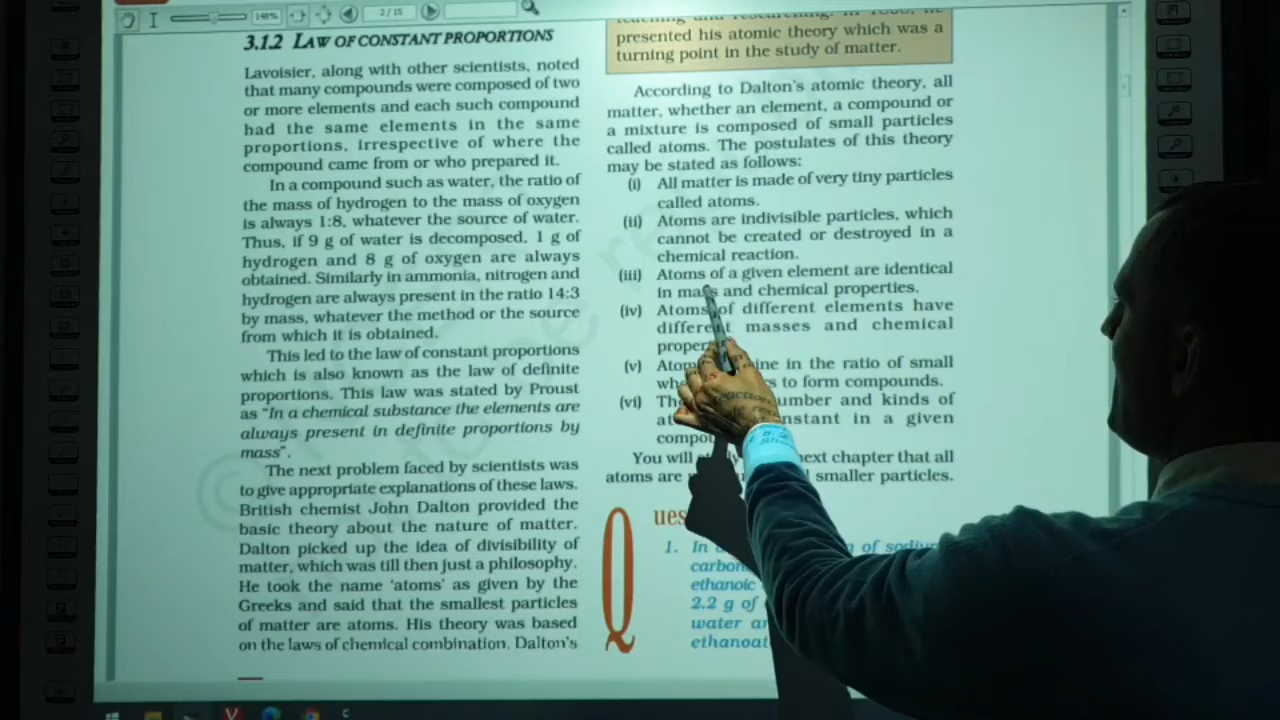 148%
2 / 15
3.1.2 LAW OF CONSTANT PROPORTIONS
Lavoisier, along with other scientists, noted
that many compounds were composed of two
or more elements and each such compound
had the same elements in the same
proportions, irrespective of where the
compound came from or who prepared it.
In a compound such as water, the ratio of
the mass of hydrogen to the mass of oxygen
is always 1:8, whatever the source of water.
Thus, if 9 g of water is decomposed, 1 g of
hydrogen and 8 g of oxygen are always
obtained. Similarly in ammonia, nitrogen and
hydrogen are always present in the ratio 14:3
by mass, whatever the method or the source
from which it is obtained.
This led to the law of constant proportions
which is also known as the law of definite
proportions. This law was stated by Proust
as “In a chemical substance the elements are
always present in definite proportions by
mass”.
The next problem faced by scientists was
to give appropriate explanations of these laws.
British chemist John Dalton provided the
basic theory about the nature of matter.
Dalton picked up the idea of divisibility of
matter, which was till then just a philosophy.
He took the name ‘atoms’ as given by the
Greeks and said that the smallest particles
of matter are atoms. His theory was based
on the laws of chemical combination. Dalton’s
presented his atomic theory which was a
turning point in the study of matter.
According to Dalton’s atomic theory, all
matter, whether an element, a compound or
a mixture is composed of small particles
called atoms. The postulates of this theory
may be stated as follows:
(i) All matter is made of very tiny particles
called atoms.
(ii) Atoms are indivisible particles, which
cannot be created or destroyed in a
chemical reaction.
(iii) Atoms of a given element are identical
in mass and chemical properties.
(iv) Atoms of different elements have
different masses and chemical
(v) in the ratio of small
to form compounds.
(vi) and kinds of
in a given
You will next chapter that all
atoms are smaller particles.
Q
1. In of
2.2 g of
water